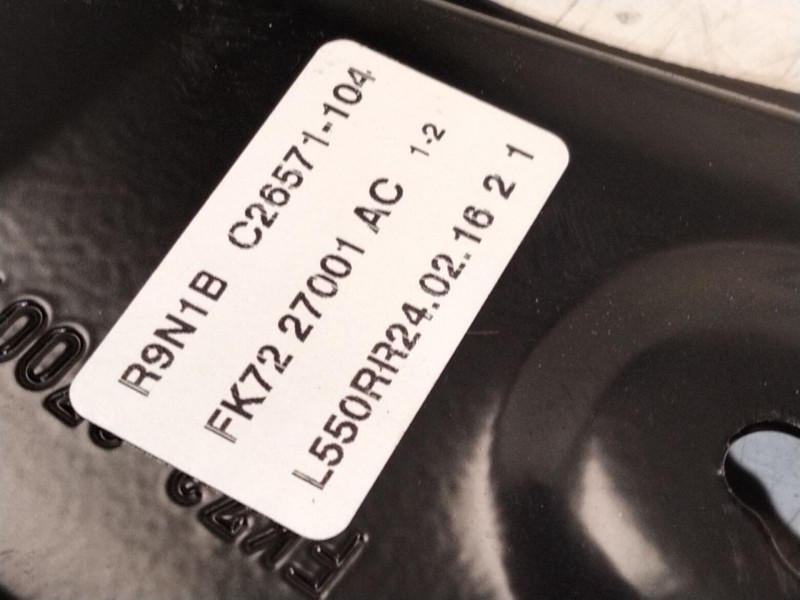 R9N1B C26571-104
FK72 27001 AC 1-2
L550RR24.02.16 2 1